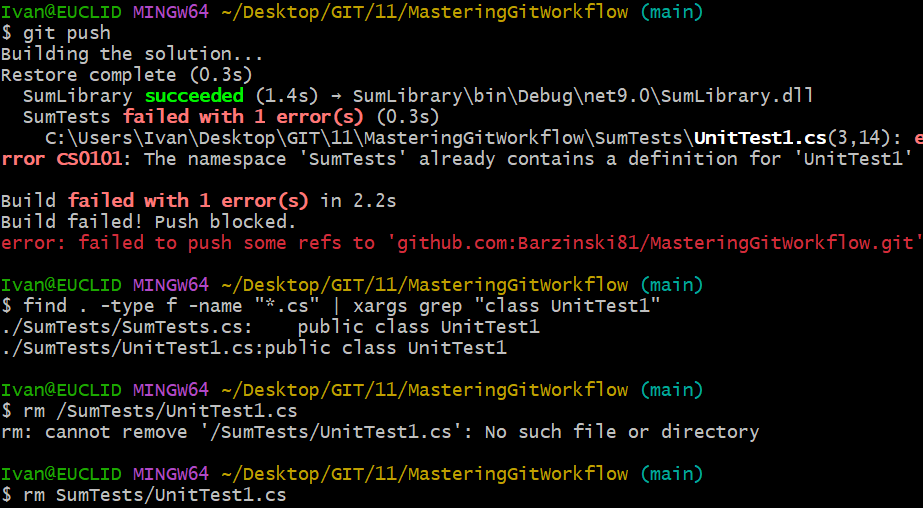 Ivan@EUCLID MINGW64 ~/Desktop/GIT/11/MasteringGitWorkflow (main)
$ git push
Building the solution...
Restore complete (0.3s)
  SumLibrary succeeded (1.4s) → SumLibrary\bin\Debug\net9.0\SumLibrary.dll
  SumTests failed with 1 error(s) (0.3s)
    C:\Users\Ivan\Desktop\GIT\11\MasteringGitWorkflow\SumTests\UnitTest1.cs(3,14): e
rror CS0101: The namespace 'SumTests' already contains a definition for 'UnitTest1'

Build failed with 1 error(s) in 2.2s
Build failed! Push blocked.
error: failed to push some refs to 'github.com:Barzinski81/MasteringGitWorkflow.git'

Ivan@EUCLID MINGW64 ~/Desktop/GIT/11/MasteringGitWorkflow (main)
$ find . -type f -name "*.cs" | xargs grep "class UnitTest1"
./SumTests/SumTests.cs:    public class UnitTest1
./SumTests/UnitTest1.cs:public class UnitTest1

Ivan@EUCLID MINGW64 ~/Desktop/GIT/11/MasteringGitWorkflow (main)
$ rm /SumTests/UnitTest1.cs
rm: cannot remove '/SumTests/UnitTest1.cs': No such file or directory

Ivan@EUCLID MINGW64 ~/Desktop/GIT/11/MasteringGitWorkflow (main)
$ rm SumTests/UnitTest1.cs